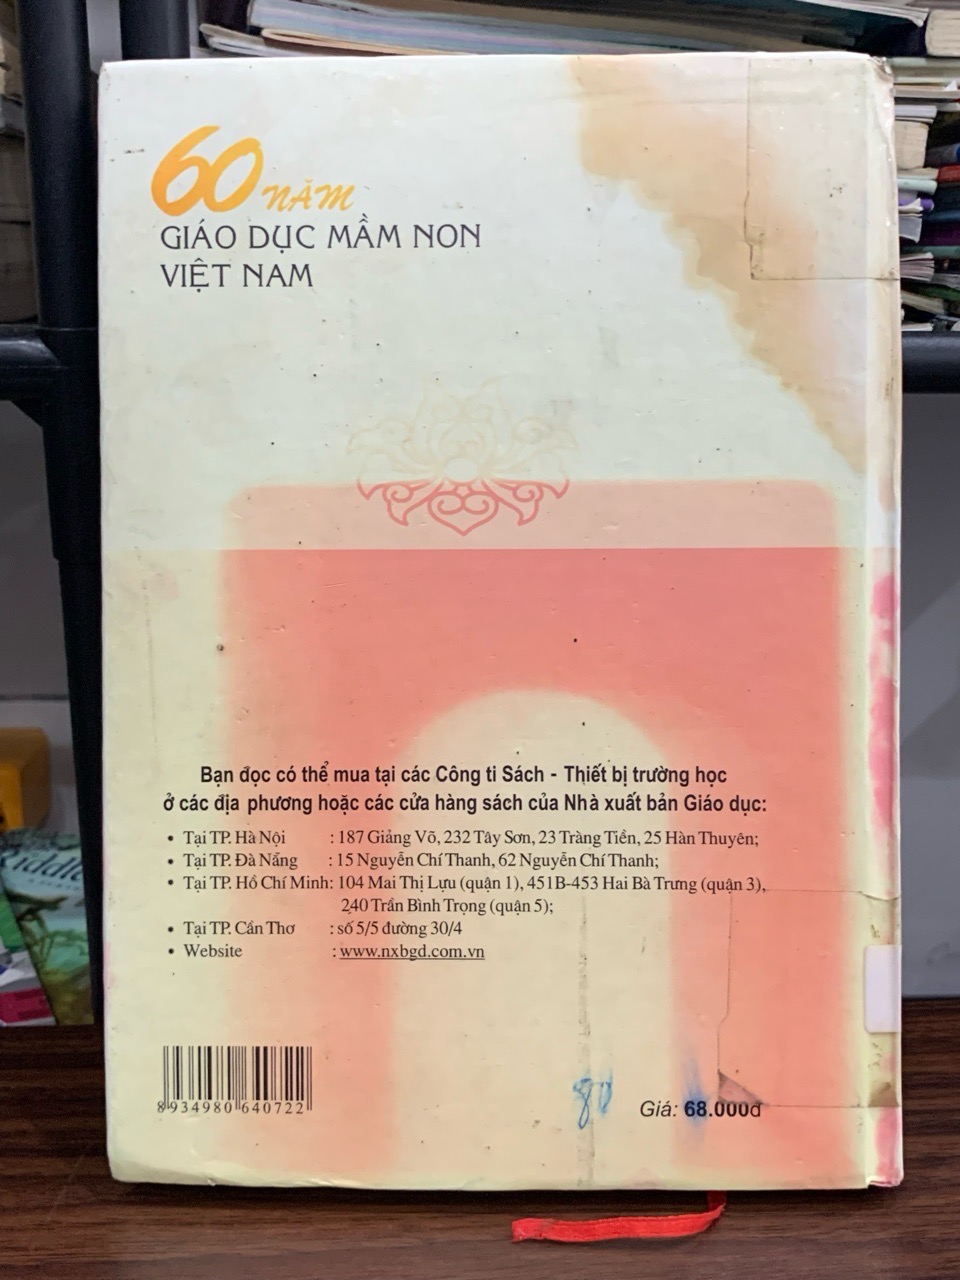 60 NĂM
GIÁO DỤC MẦM NON
VIỆT NAM
Bạn đọc có thể mua tại các Công ti Sách - Thiết bị trường học
ở các địa phương hoặc các cửa hàng sách của Nhà xuất bản Giáo dục:
• Tại TP. Hà Nội : 187 Giảng Võ, 232 Tây Sơn, 23 Tràng Tiền, 25 Hàn Thuyên;
• Tại TP. Đà Nẵng : 15 Nguyễn Chí Thanh, 62 Nguyễn Chí Thanh;
• Tại TP. Hồ Chí Minh: 104 Mai Thị Lựu (quận 1), 451B-453 Hai Bà Trưng (quận 3),
240 Trần Bình Trọng (quận 5);
• Tại TP. Cần Thơ : số 5/5 đường 30/4
• Website : www.nxbgd.com.vn
8 934980 640722
Giá: 68.000đ